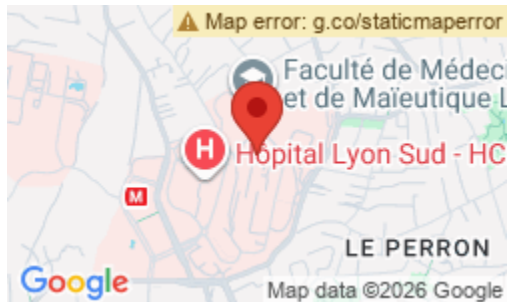 Map error: g.co/staticmaperror
Faculté de Médeci
et de Maïeutique L
H
Hôpital Lyon Sud - HC
M
LE PERRON
Google
Map data ©2026 Google